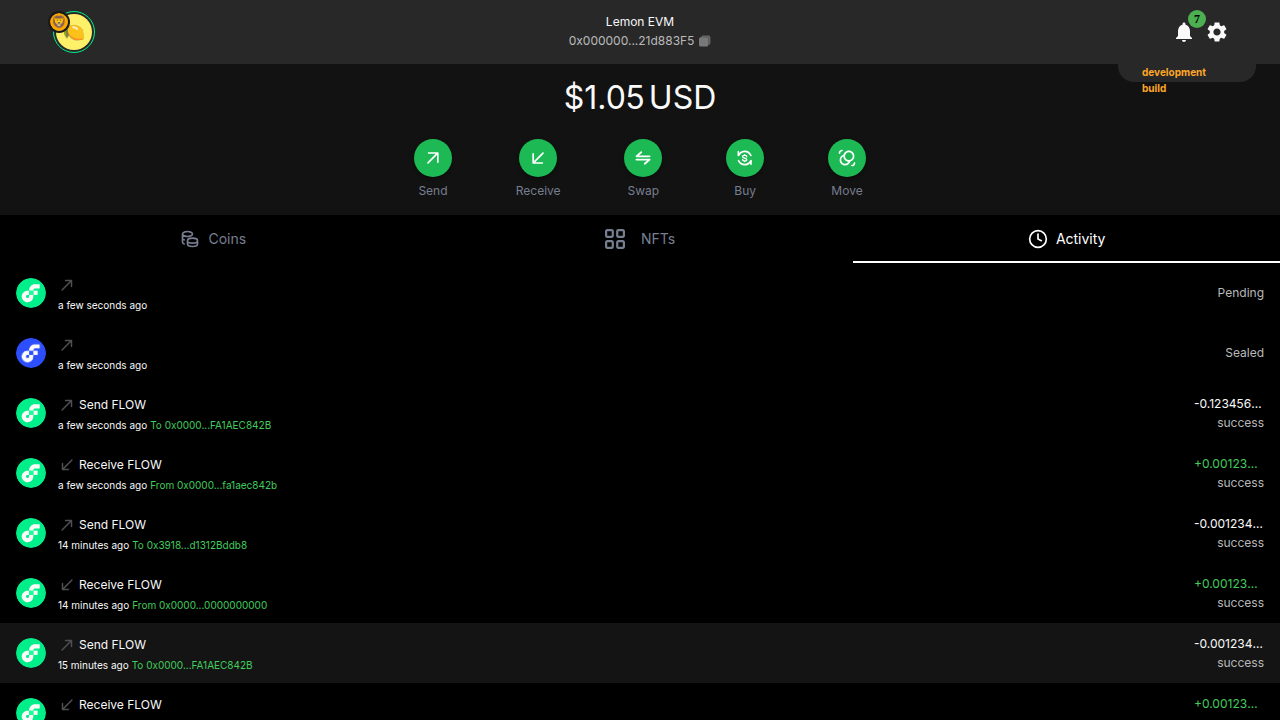 Lemon EVM
0x000000...21d883F5
7
development
build
$1.05 USD
Send
Receive
Swap
Buy
Move
Coins
NFTs
Activity
a few seconds ago
Pending
a few seconds ago
Sealed
Send FLOW
-0.123456...
a few seconds ago To 0x0000...FA1AEC842B
success
Receive FLOW
+0.00123...
a few seconds ago From 0x0000...fa1aec842b
success
Send FLOW
-0.001234...
14 minutes ago To 0x3918...d1312Bddb8
success
Receive FLOW
+0.00123...
14 minutes ago From 0x0000...0000000000
success
Send FLOW
-0.001234...
15 minutes ago To 0x0000...FA1AEC842B
success
Receive FLOW
+0.00123...